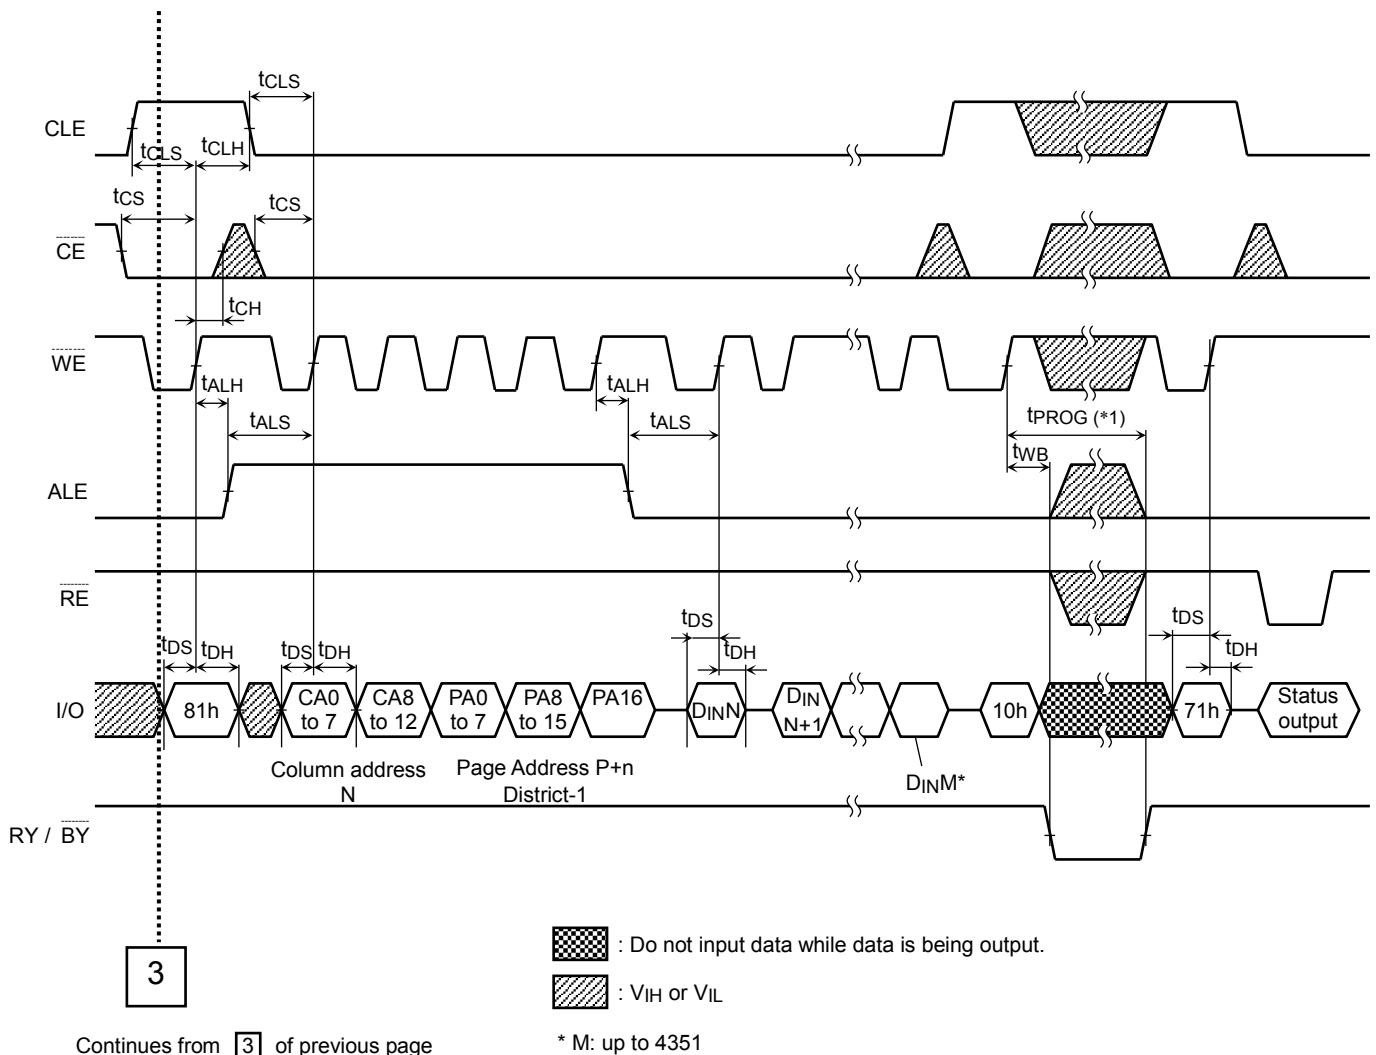 tCLS
CLE
tCLS tCLH
tCS tCS
CE
tCH
WE
tALH tALH
tALS tALS tPROG (*1)
tWB
ALE
RE
tDS tDH tDS tDH tDS tDH tDS tDH
I/O 81h CA0 to 7 CA8 to 12 PA0 to 7 PA8 to 15 PA16 DINN DIN N+1 10h 71h Status output
Column address N
Page Address P+n District-1
DINM*
RY / BY
3
: Do not input data while data is being output.
: VIH or VIL
Continues from 3 of previous page
* M: up to 4351